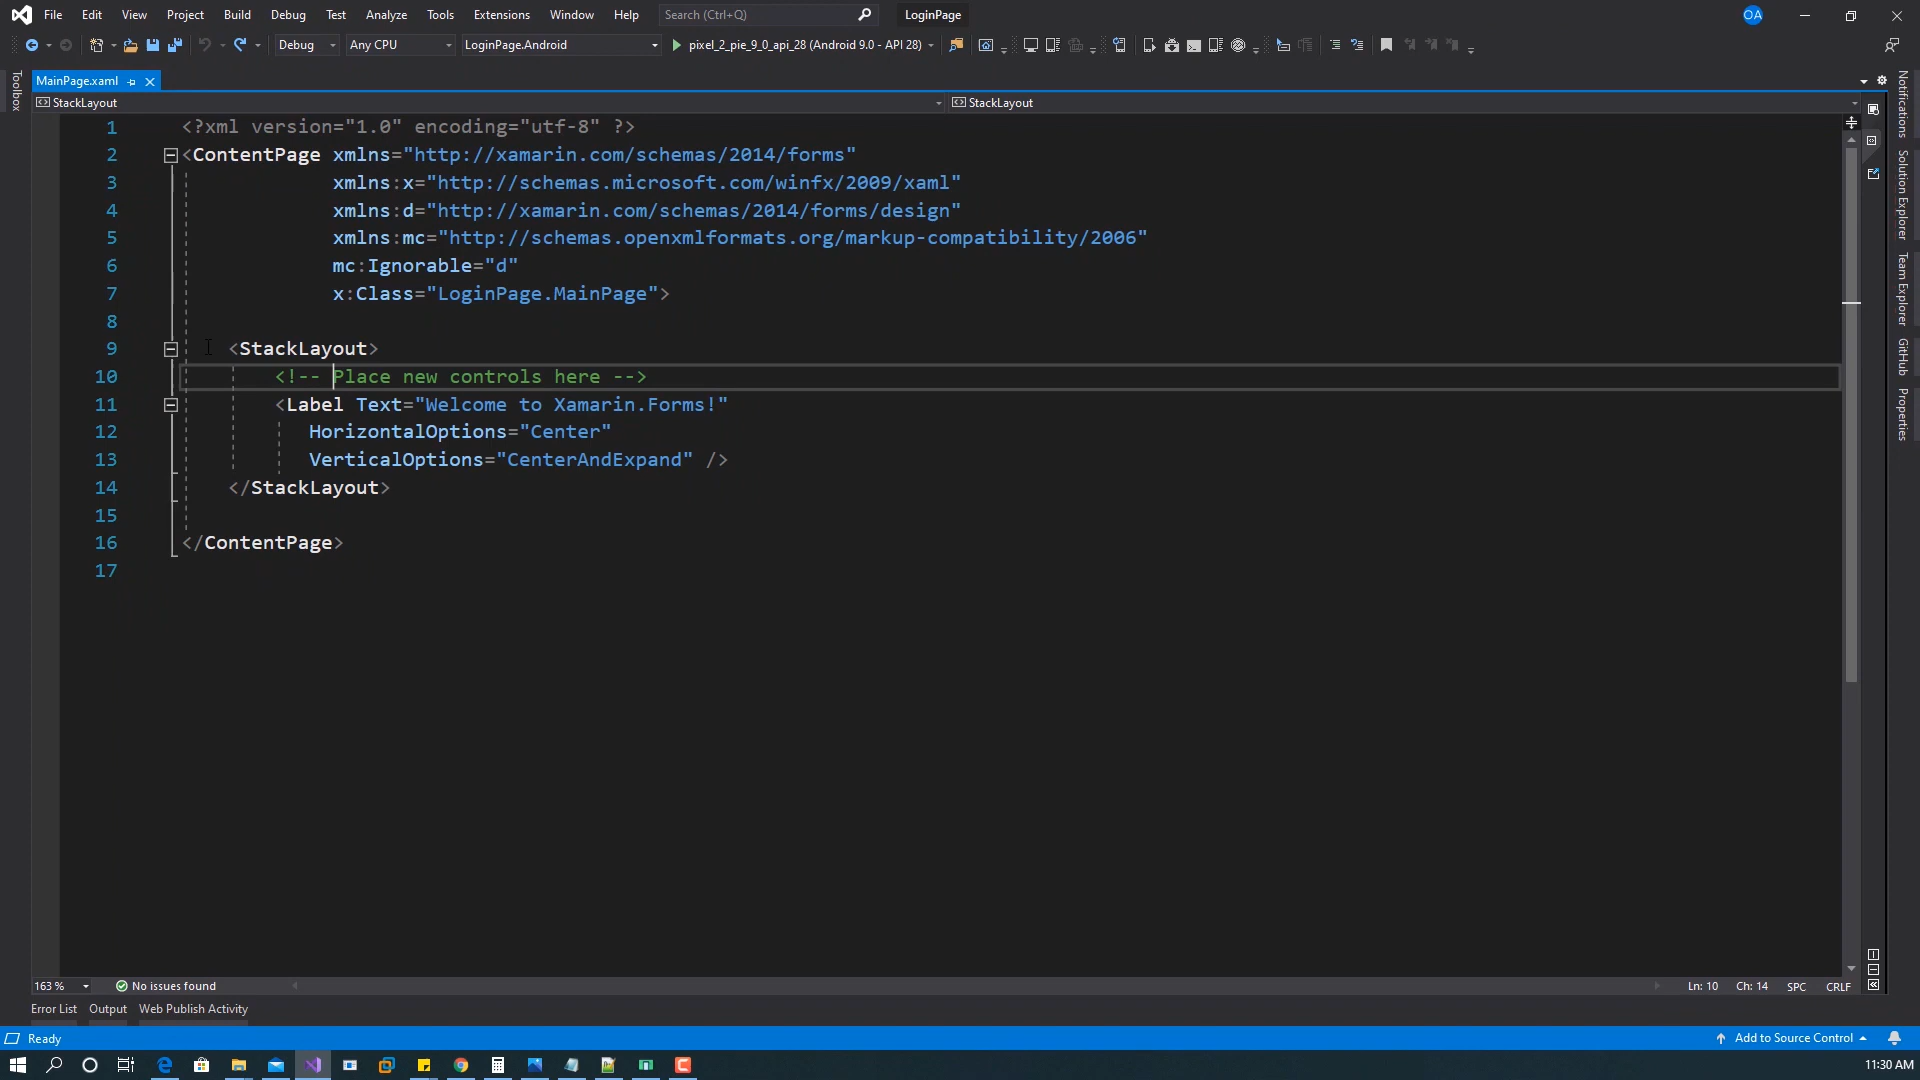 File Edit View Project Build Debug Test Analyze Tools Extensions Window Help Search (Ctrl+Q) LoginPage OA
Debug Any CPU LoginPage.Android pixel_2_pie_9_0_api_28 (Android 9.0 - API 28)
MainPage.xaml
StackLayout StackLayout
Toolbox
1 <?xml version="1.0" encoding="utf-8" ?>
2 <ContentPage xmlns="http://xamarin.com/schemas/2014/forms"
3 xmlns:x="http://schemas.microsoft.com/winfx/2009/xaml"
4 xmlns:d="http://xamarin.com/schemas/2014/forms/design"
5 xmlns:mc="http://schemas.openxmlformats.org/markup-compatibility/2006"
6 mc:Ignorable="d"
7 x:Class="LoginPage.MainPage">
8
9 <StackLayout>
10 <!-- Place new controls here -->
11 <Label Text="Welcome to Xamarin.Forms!"
12 HorizontalOptions="Center"
13 VerticalOptions="CenterAndExpand" />
14 </StackLayout>
15
16 </ContentPage>
17
Notifications
Solution Explorer
Team Explorer
GitHub
Properties
163 % No issues found Ln: 10 Ch: 14 SPC CRLF
Error List Output Web Publish Activity
Ready Add to Source Control
11:30 AM